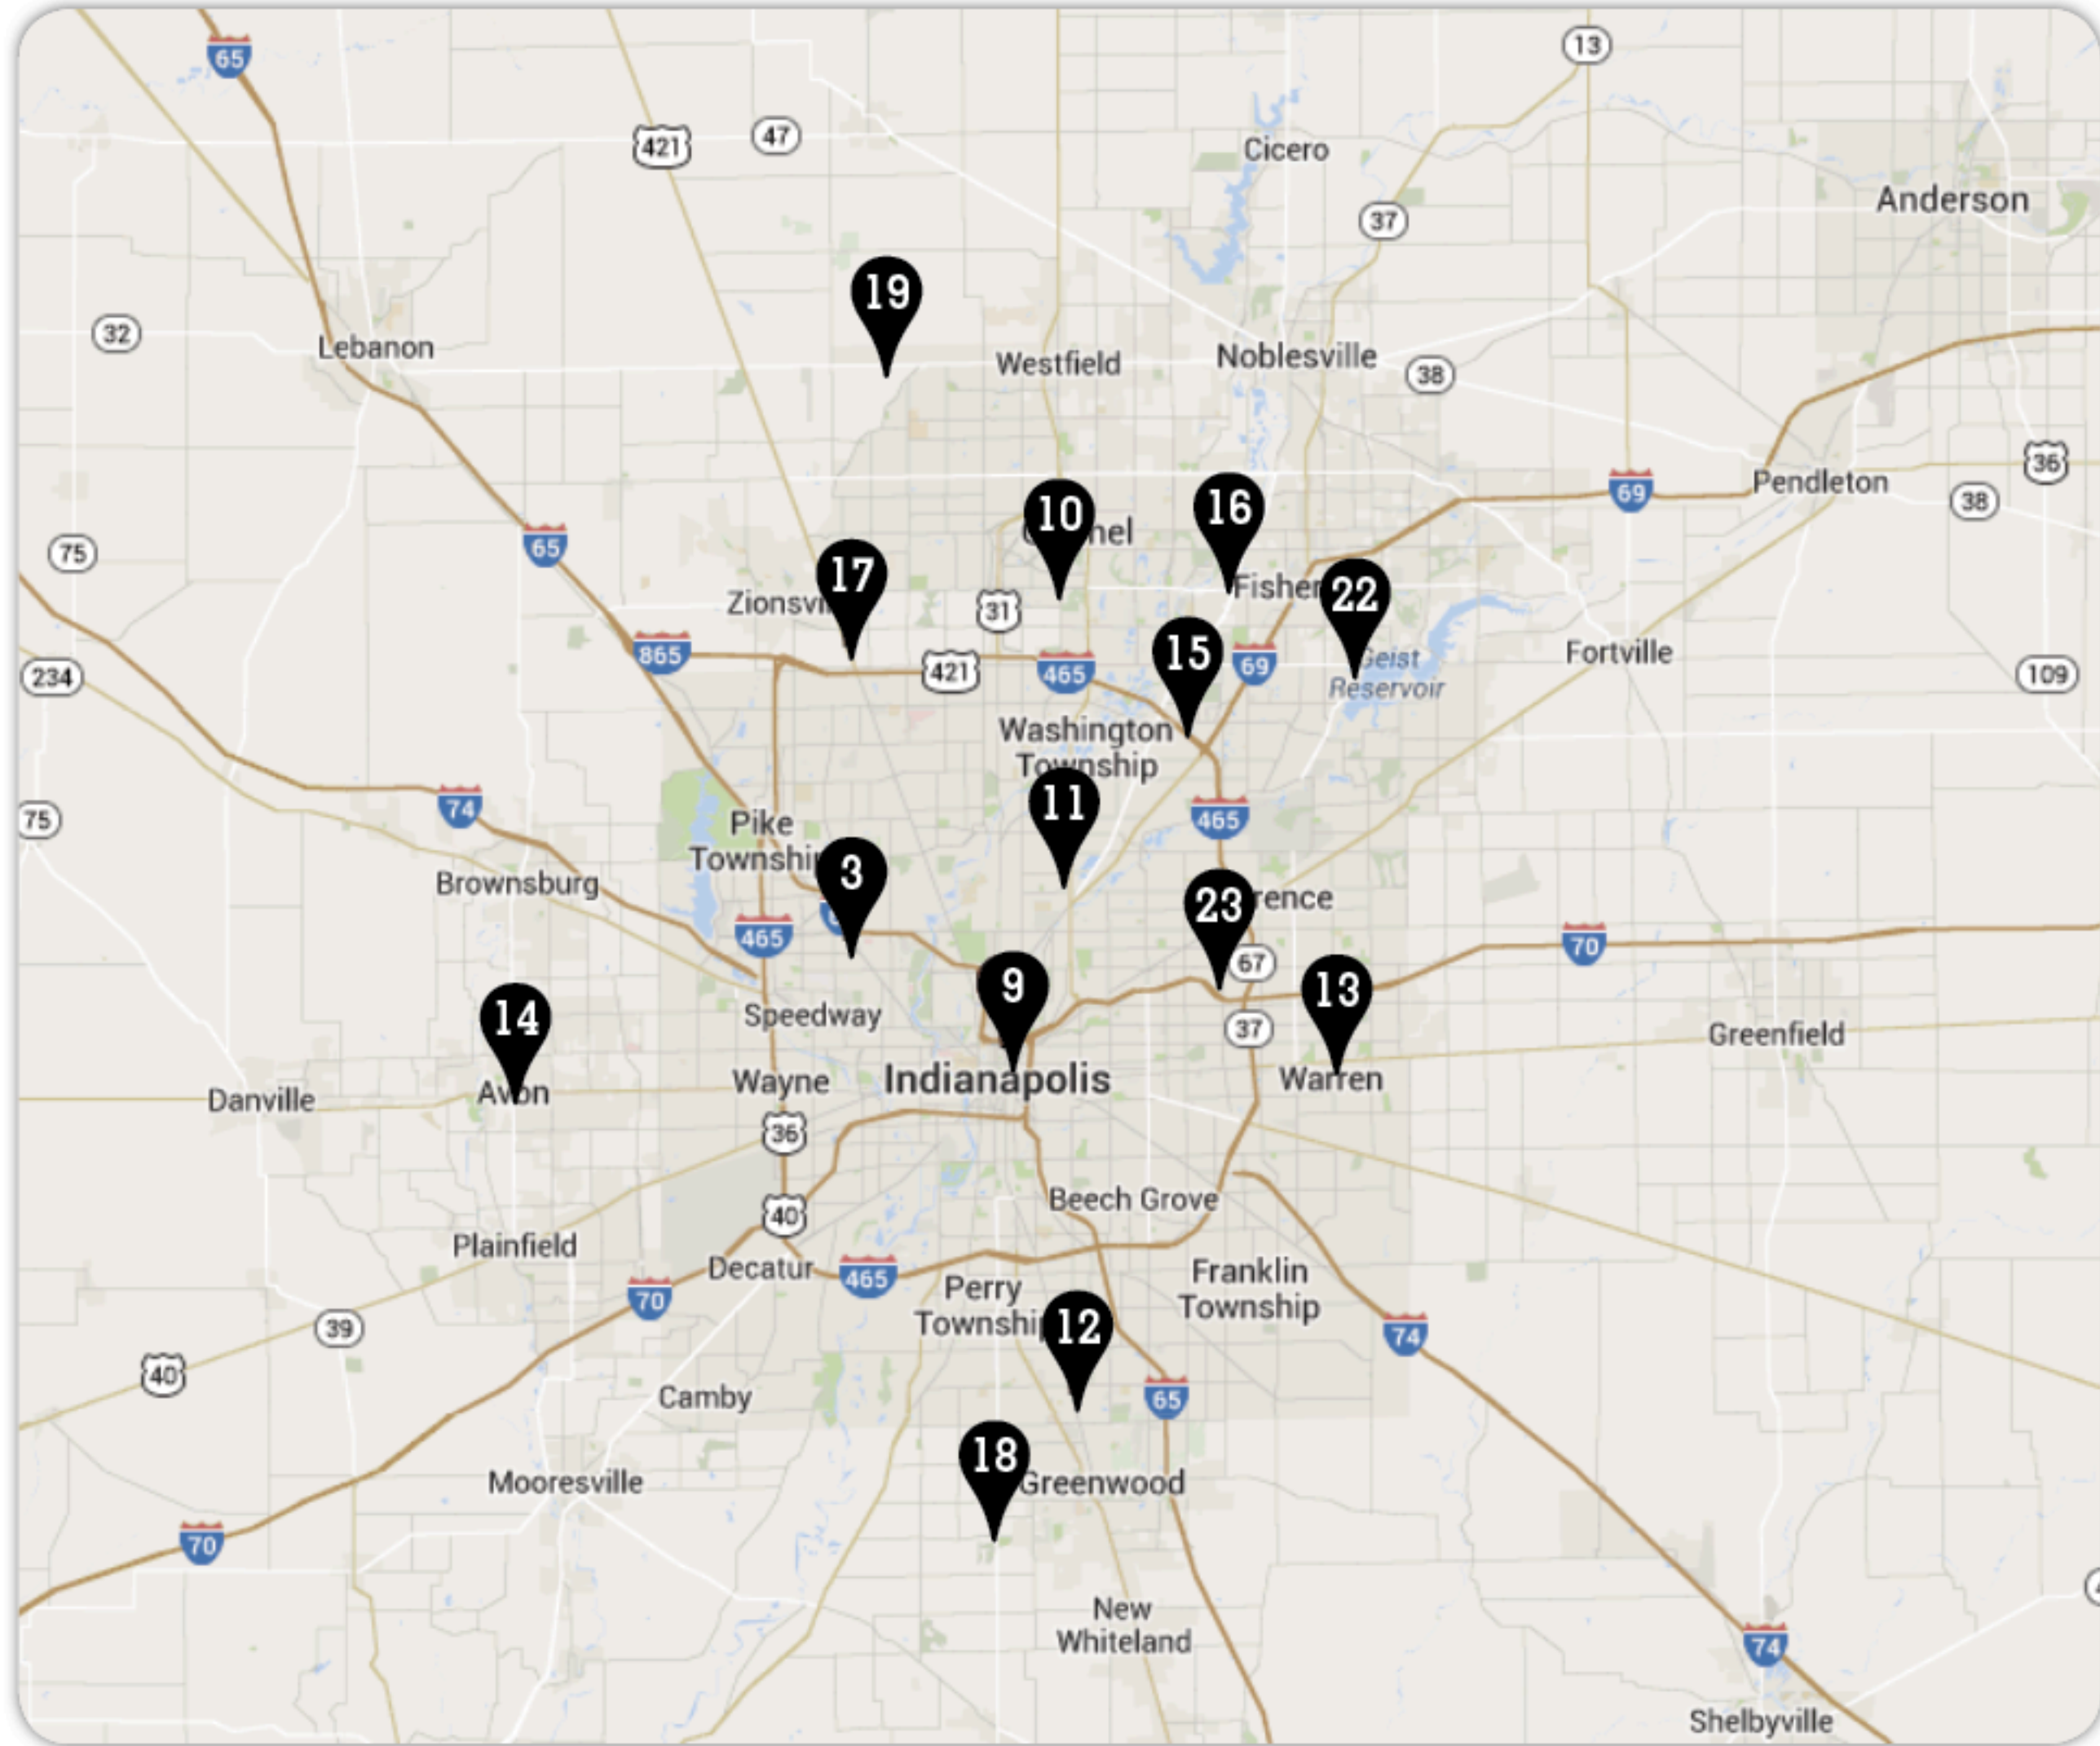 65
13
421
47
Cicero
Anderson
37
19
32
Lebanon
Westfield
Noblesville
38
36
69
Pendleton
38
10
16
65
75
17
22
Zionsvi
31
Fisher
865
421
465
15
69
Geist
Reservoir
Fortville
109
234
Washington
Township
11
465
74
75
Pike
Township
3
Brownsburg
465
23
rence
67
70
9
13
14
Speedway
37
Greenfield
Avon
Danville
Wayne
Indianapolis
Warren
36
Beech Grove
40
Plainfield
Decatur
465
Perry
Township
Franklin
Township
70
12
39
74
40
Camby
65
18
Greenwood
Mooresville
70
New
Whiteland
74
Shelbyville